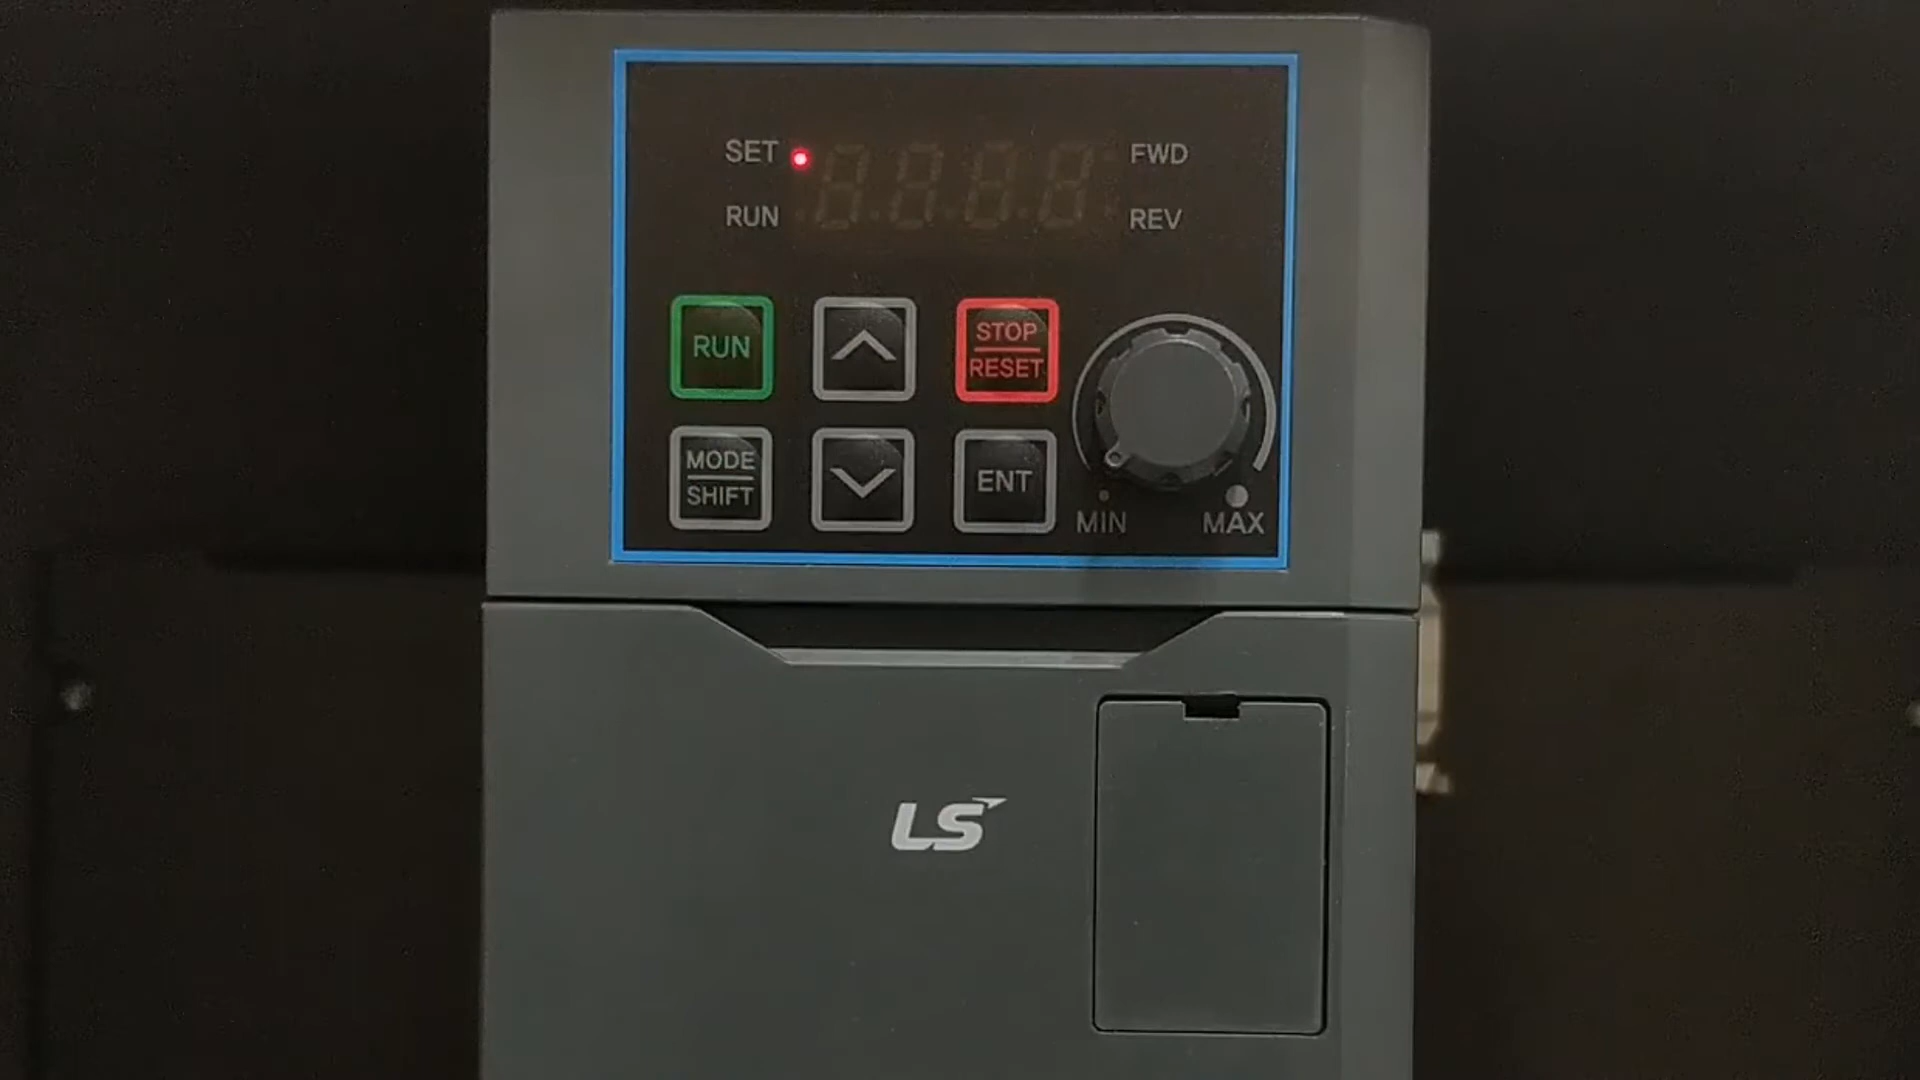 SET
FWD
RUN
REV
RUN
STOP
RESET
MODE
SHIFT
ENT
MIN
MAX
LS